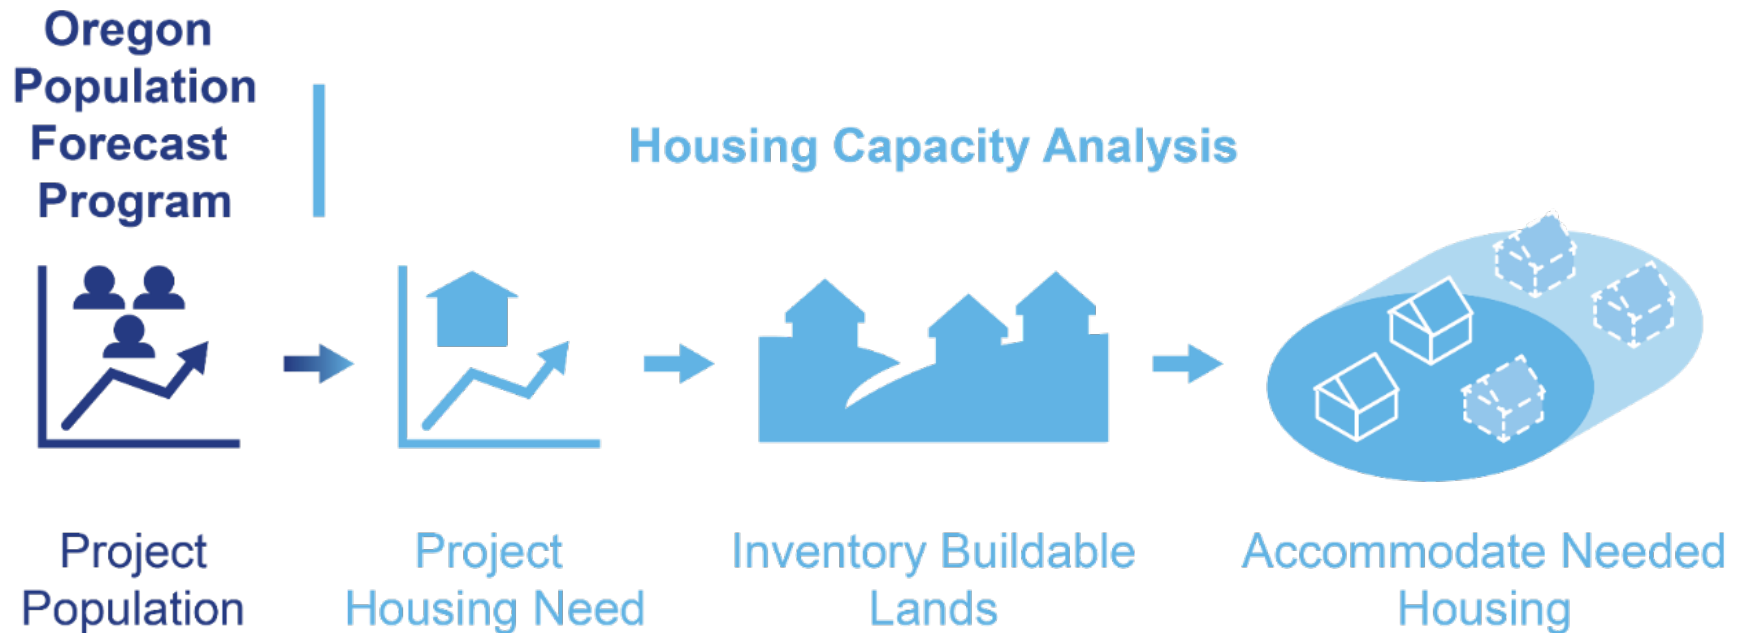 Oregon
Population
Forecast
Program
Housing Capacity Analysis
Project
Population
Project
Housing Need
Inventory Buildable
Lands
Accommodate Needed
Housing